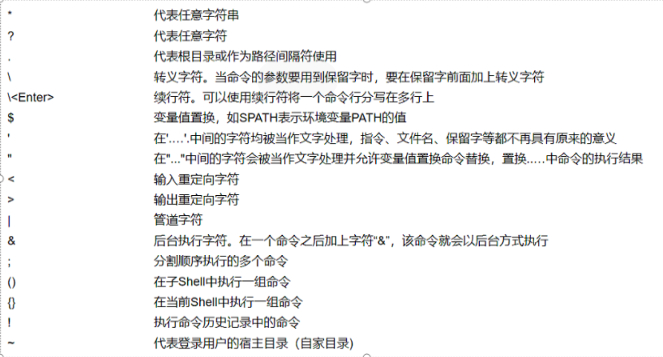 * 代表任意字符串
? 代表任意字符
. 代表根目录或作为路径间隔符使用
\ 转义字符。当命令的参数要用到保留字时，要在保留字前面加上转义字符
\<Enter> 续行符。可以使用续行符将一个命令行分写在多行上
$ 变量值置换，如SPATH表示环境变量PATH的值
' 在'....'.中间的字符均被当作文字处理，指令、文件名、保留字等都不再具有原来的意义
" 在"..."中间的字符会被当作文字处理并允许变量值置换命令替换，置换.....中命令的执行结果
< 输入重定向字符
> 输出重定向字符
| 管道字符
& 后台执行字符。在一个命令之后加上字符“&”，该命令就会以后台方式执行
; 分割顺序执行的多个命令
() 在子Shell中执行一组命令
{} 在当前Shell中执行一组命令
! 执行命令历史记录中的命令
~ 代表登录用户的宿主目录（自家目录)